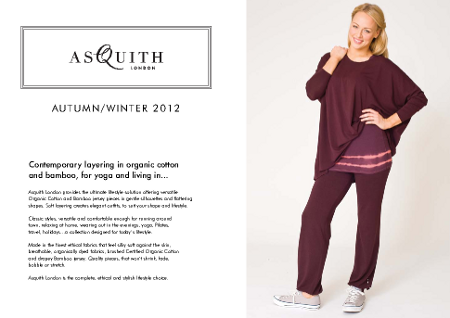 ASQUITH
LONDON
AUTUMN/WINTER 2012
Contemporary layering in organic cotton
and bamboo, for yoga and living in...
Asquith London provides the ultimate lifestyle solution offering versatile
Organic Cotton and Bamboo jersey pieces in gentle silhouettes and flattering
shapes. Soft layering creates elegant outfits, to suit your shape and lifestyle.
Classic styles, versatile and comfortable enough for running around
town, relaxing at home, wearing out in the evenings, yoga, Pilates,
travel, holidays...a collection designed for today's lifestyle.
Made in the finest ethical fabrics that feel silky against the skin,
breathable, organically dyed fabrics, brushed Certified Organic Cotton
and drapey Bamboo jersey. Quality pieces, that won't shrink, fade,
bobble or stretch.
Asquith London is the complete, ethical and stylish lifestyle choice.